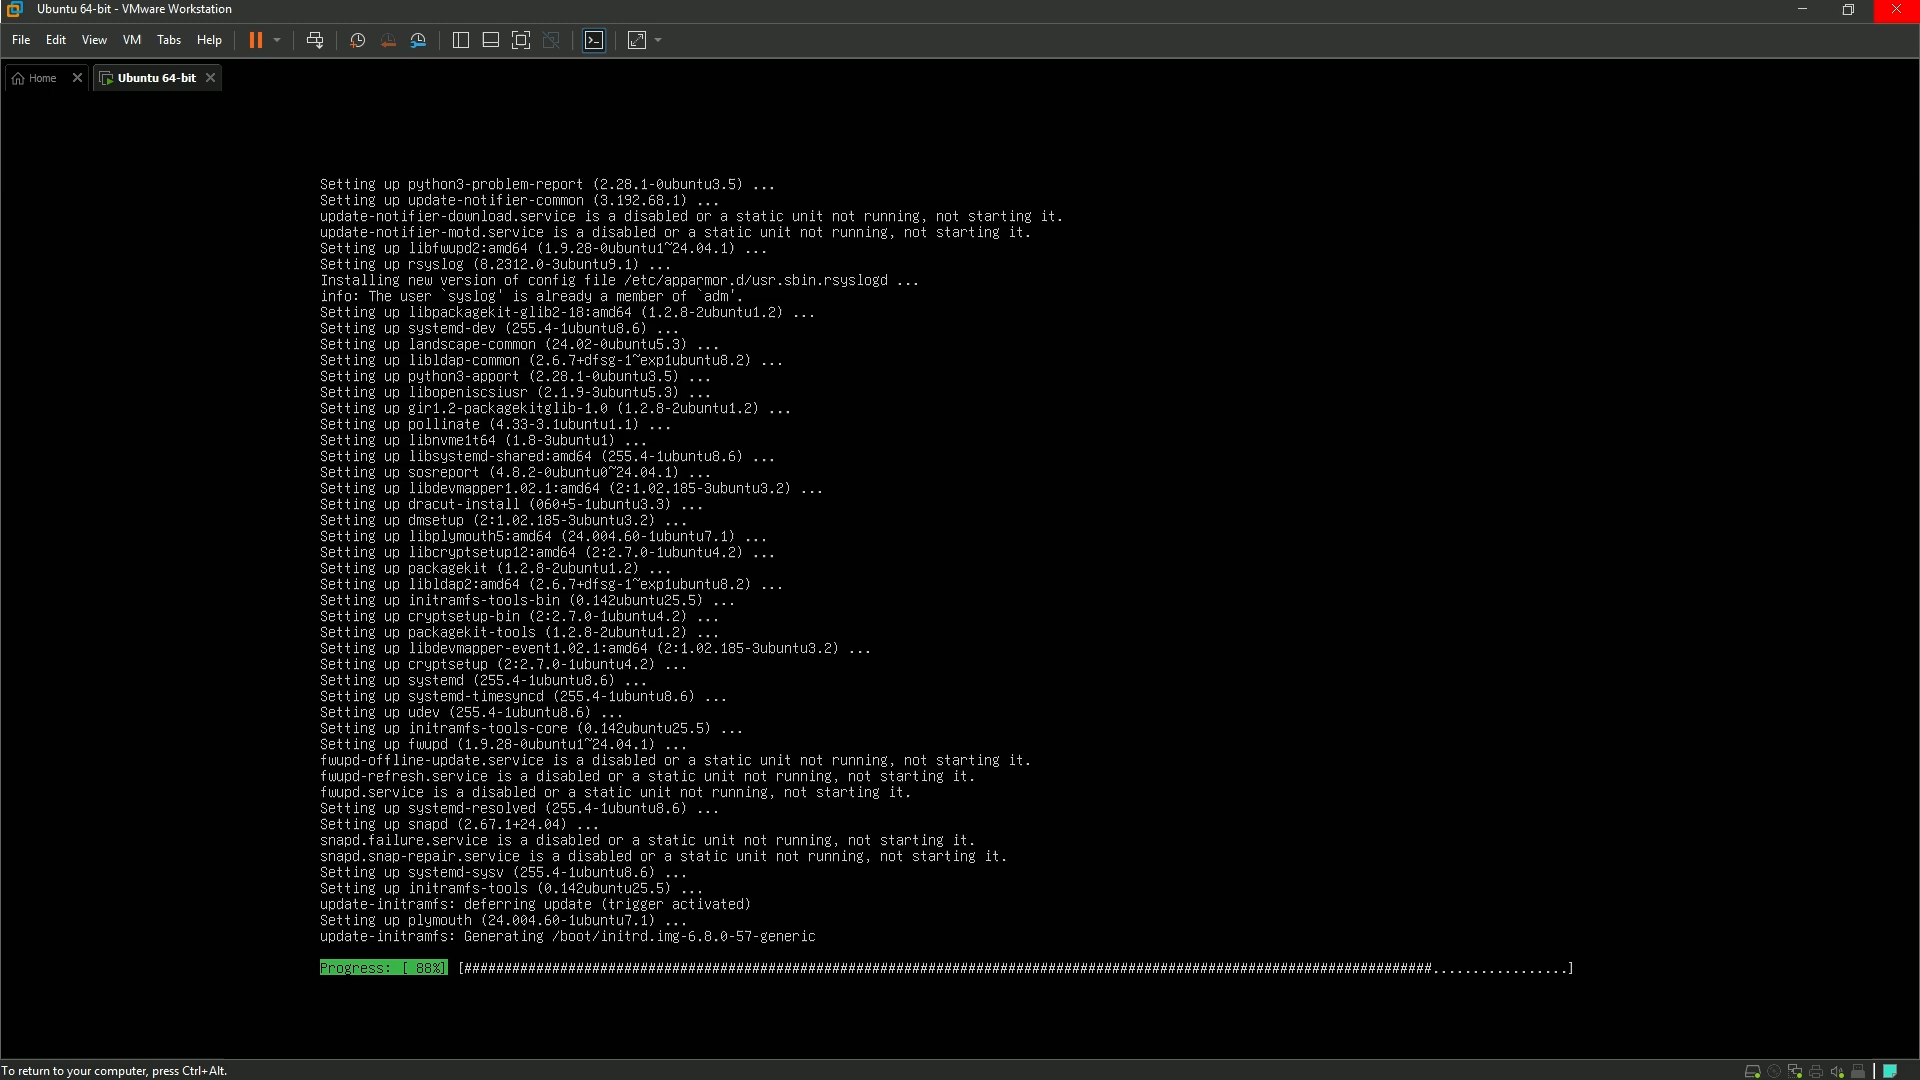 Ubuntu 64-bit - VMware Workstation
File Edit View VM Tabs Help
Home Ubuntu 64-bit
Setting up python3-problem-report (2.28.1-0ubuntu3.5) ...
Setting up update-notifier-common (3.192.68.1) ...
update-notifier-download.service is a disabled or a static unit not running, not starting it.
update-notifier-motd.service is a disabled or a static unit not running, not starting it.
Setting up libfwupd2:amd64 (1.9.28-0ubuntu1~24.04.1) ...
Setting up rsyslog (8.2312.0-3ubuntu9.1) ...
Installing new version of config file /etc/apparmor.d/usr.sbin.rsyslogd ...
info: The user `syslog' is already a member of `adm'.
Setting up libpackagekit-glib2-18:amd64 (1.2.8-2ubuntu1.2) ...
Setting up systemd-dev (255.4-1ubuntu8.6) ...
Setting up landscape-common (24.02-0ubuntu5.3) ...
Setting up libldap-common (2.6.7+dfsg-1~exp1ubuntu8.2) ...
Setting up python3-apport (2.28.1-0ubuntu3.5) ...
Setting up libopeniscsiusr (2.1.9-3ubuntu5.3) ...
Setting up gir1.2-packagekitglib-1.0 (1.2.8-2ubuntu1.2) ...
Setting up pollinate (4.33-3.1ubuntu1.1) ...
Setting up libnvme1t64 (1.8-3ubuntu1) ...
Setting up libsystemd-shared:amd64 (255.4-1ubuntu8.6) ...
Setting up sosreport (4.8.2-0ubuntu0~24.04.1) ...
Setting up libdevmapper1.02.1:amd64 (2:1.02.185-3ubuntu3.2) ...
Setting up dracut-install (060+5-1ubuntu3.3) ...
Setting up dmsetup (2:1.02.185-3ubuntu3.2) ...
Setting up libplymouth5:amd64 (24.004.60-1ubuntu7.1) ...
Setting up libcryptsetup12:amd64 (2:2.7.0-1ubuntu4.2) ...
Setting up packagekit (1.2.8-2ubuntu1.2) ...
Setting up libldap2:amd64 (2.6.7+dfsg-1~exp1ubuntu8.2) ...
Setting up initramfs-tools-bin (0.142ubuntu25.5) ...
Setting up cryptsetup-bin (2:2.7.0-1ubuntu4.2) ...
Setting up packagekit-tools (1.2.8-2ubuntu1.2) ...
Setting up libdevmapper-event1.02.1:amd64 (2:1.02.185-3ubuntu3.2) ...
Setting up cryptsetup (2:2.7.0-1ubuntu4.2) ...
Setting up systemd (255.4-1ubuntu8.6) ...
Setting up systemd-timesyncd (255.4-1ubuntu8.6) ...
Setting up udev (255.4-1ubuntu8.6) ...
Setting up initramfs-tools-core (0.142ubuntu25.5) ...
Setting up fwupd (1.9.28-0ubuntu1~24.04.1) ...
fwupd-offline-update.service is a disabled or a static unit not running, not starting it.
fwupd-refresh.service is a disabled or a static unit not running, not starting it.
fwupd.service is a disabled or a static unit not running, not starting it.
Setting up systemd-resolved (255.4-1ubuntu8.6) ...
Setting up snapd (2.67.1+24.04) ...
snapd.failure.service is a disabled or a static unit not running, not starting it.
snapd.snap-repair.service is a disabled or a static unit not running, not starting it.
Setting up systemd-sysv (255.4-1ubuntu8.6) ...
Setting up initramfs-tools (0.142ubuntu25.5) ...
update-initramfs: deferring update (trigger activated)
Setting up plymouth (24.004.60-1ubuntu7.1) ...
update-initramfs: Generating /boot/initrd.img-6.8.0-57-generic
Progress: [ 88%] [#########################################################################################################################.................]
To return to your computer, press Ctrl+Alt.